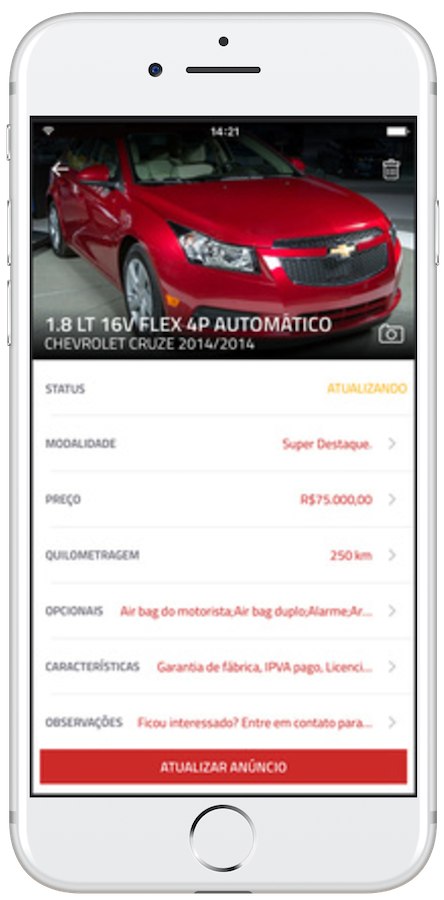 14:21
1.8 LT 16V FLEX 4P AUTOMÁTICO
CHEVROLET CRUZE 2014/2014
STATUS ATUALIZANDO
MODALIDADE Super Destaque.
PREÇO R$75.000,00
QUILOMETRAGEM 250 km
OPCIONAIS Air bag do motorista;Air bag duplo;Alarme;Ar...
CARACTERÍSTICAS Garantia de fábrica, IPVA pago, Licenci...
OBSERVAÇÕES Ficou interessado? Entre em contato para...
ATUALIZAR ANÚNCIO